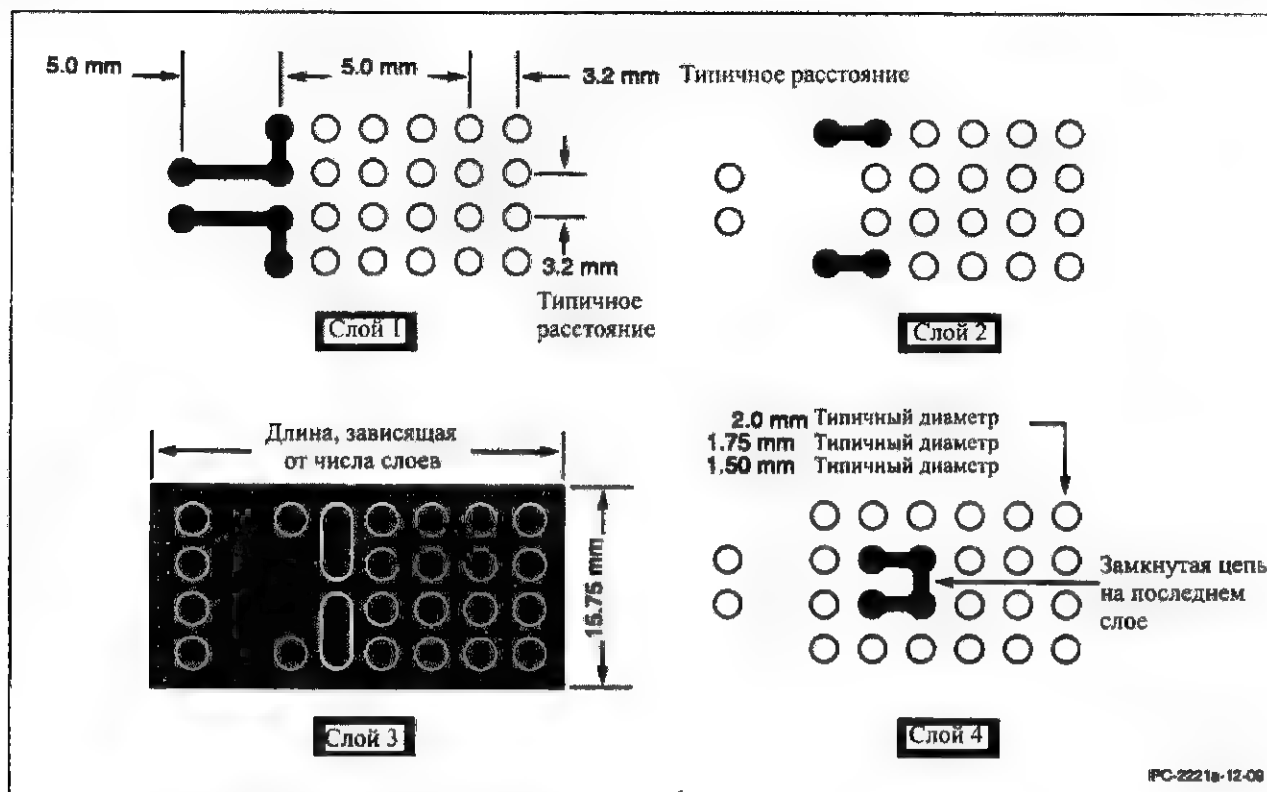 5.0 mm
5.0 mm
3.2 mm Типичное расстояние
3.2 mm
Типичное
расстояние
Слой 1
Слой 2
Длина, зависящая
от числа слоев
15.75 mm
Слой 3
2.0 mm Типичный диаметр
1.75 mm Типичный диаметр
1.50 mm Типичный диаметр
Замкнутая цепь
на последнем
слое
Слой 4
IPC-2221a-12-09